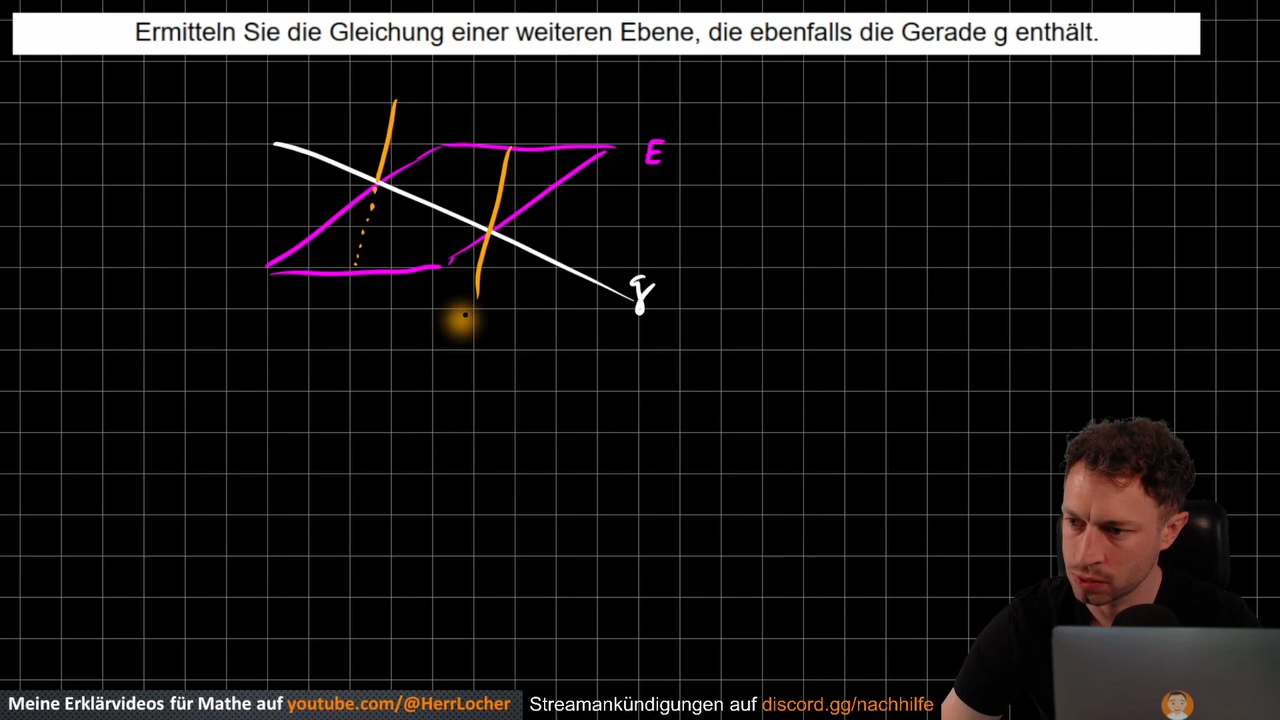 Ermitteln Sie die Gleichung einer weiteren Ebene, die ebenfalls die Gerade g enthält.
E
g
Meine Erklärvideos für Mathe auf youtube.com/@HerrLocher Streamankündigungen auf discord.gg/nachhilfe